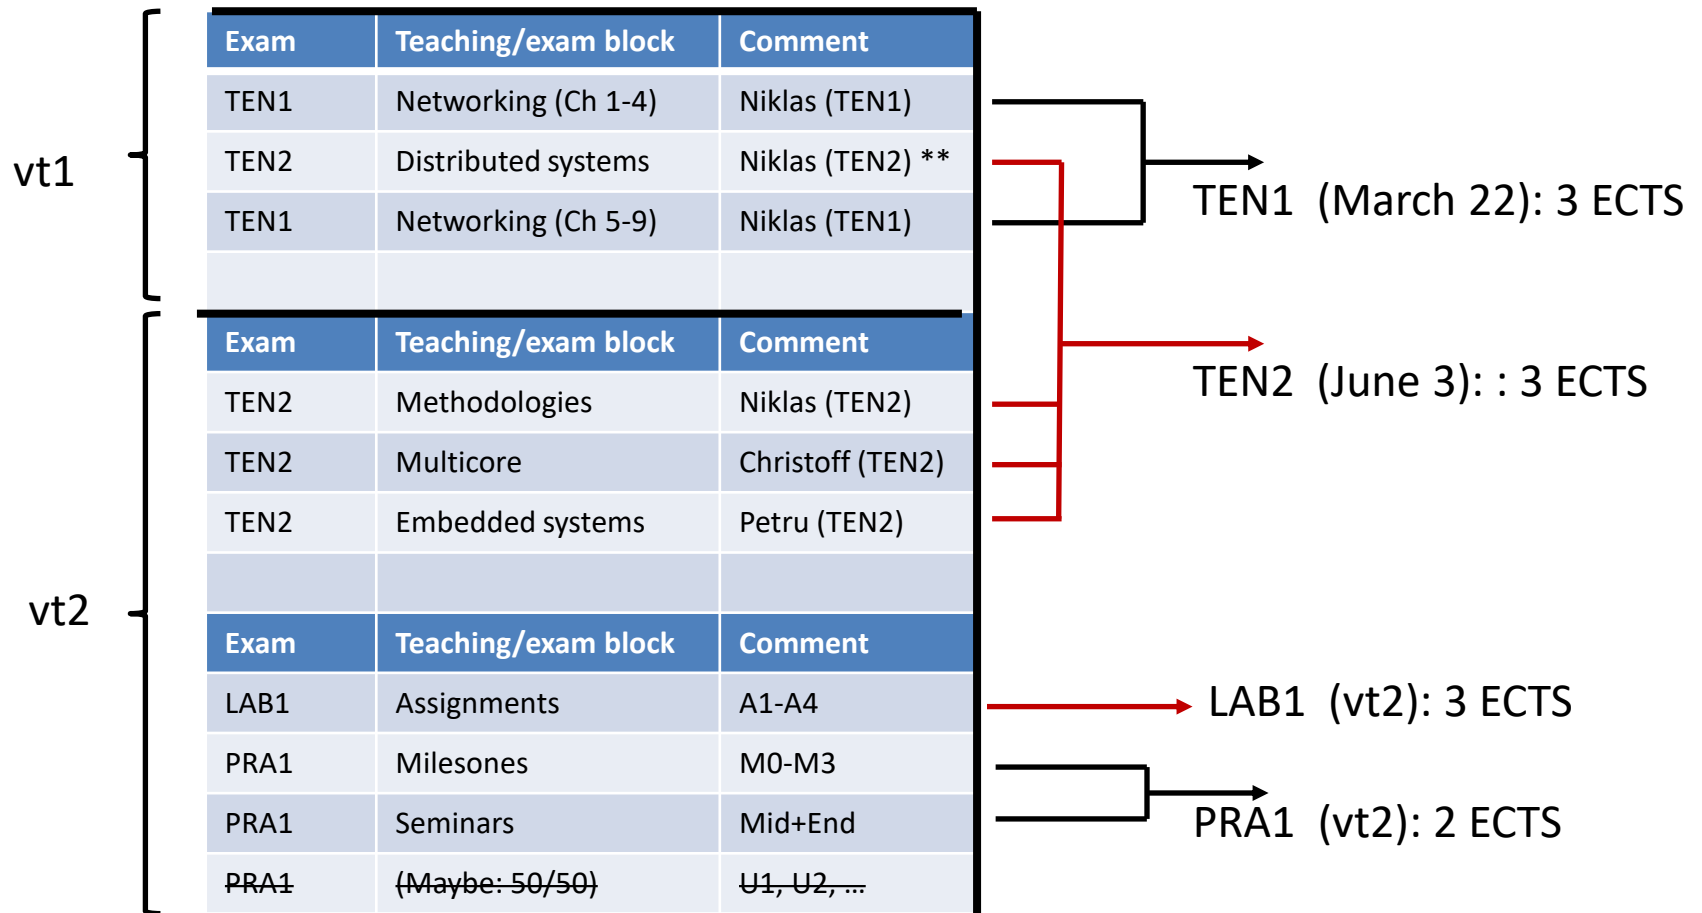 vt1
Exam Teaching/exam block Comment
TEN1 Networking (Ch 1-4) Niklas (TEN1)
TEN2 Distributed systems Niklas (TEN2) **
TEN1 Networking (Ch 5-9) Niklas (TEN1)
TEN1 (March 22): 3 ECTS
vt2
Exam Teaching/exam block Comment
TEN2 Methodologies Niklas (TEN2)
TEN2 Multicore Christoff (TEN2)
TEN2 Embedded systems Petru (TEN2)
TEN2 (June 3): : 3 ECTS
Exam Teaching/exam block Comment
LAB1 Assignments A1-A4
PRA1 Milesones M0-M3
PRA1 Seminars Mid+End
PRA1 (Maybe: 50/50) U1, U2, ...
LAB1 (vt2): 3 ECTS
PRA1 (vt2): 2 ECTS